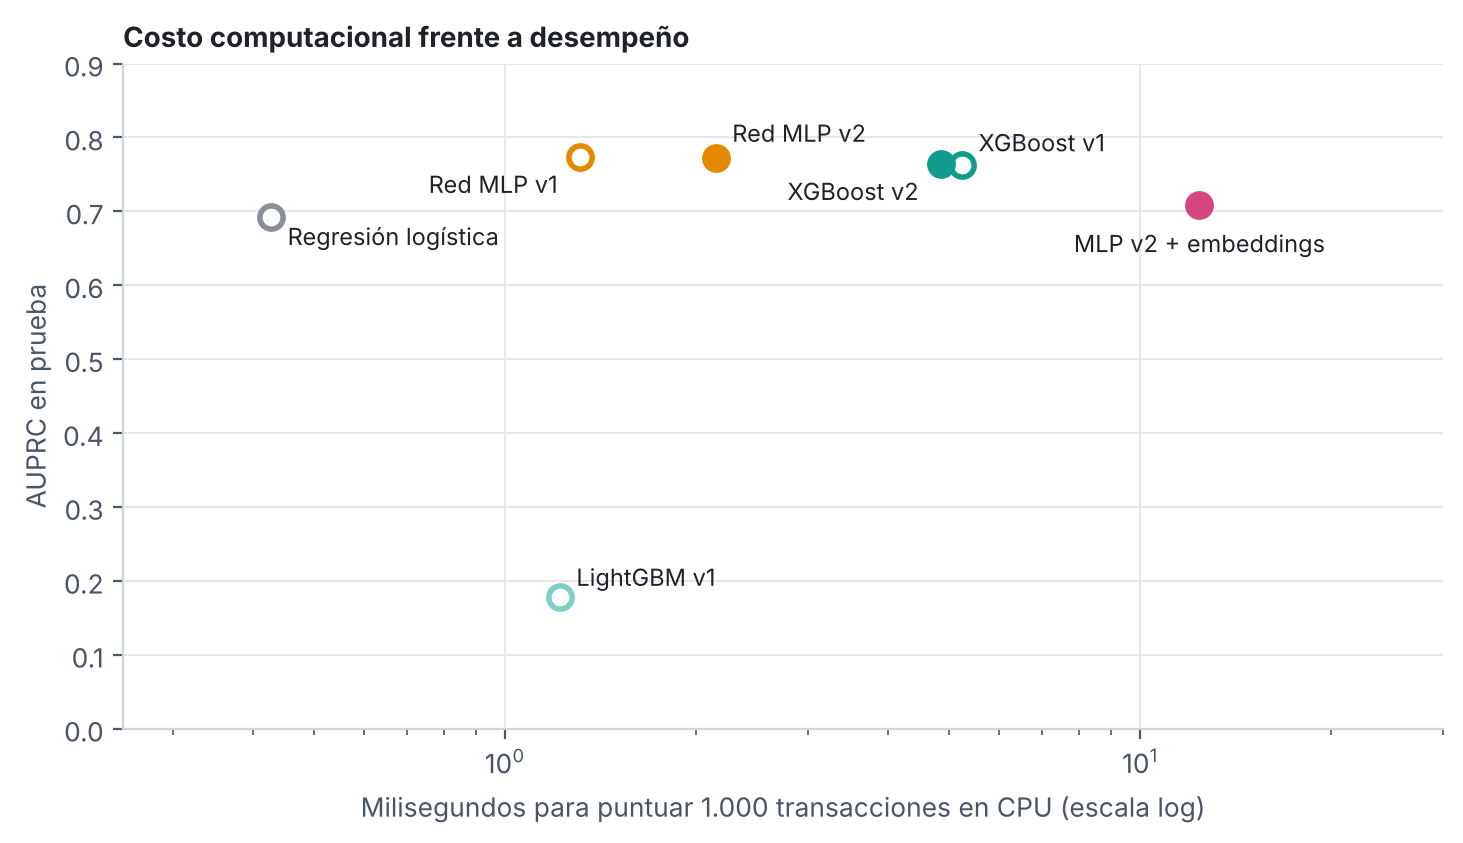 Costo computacional frente a desempeño
0.9
0.8
0.7
0.6
0.5
0.4
0.3
0.2
0.1
0.0
AUPRC en prueba
Red MLP v2
XGBoost v1
Red MLP v1
XGBoost v2
Regresión logística
MLP v2 + embeddings
LightGBM v1
10⁰
10¹
Milisegundos para puntuar 1.000 transacciones en CPU (escala log)